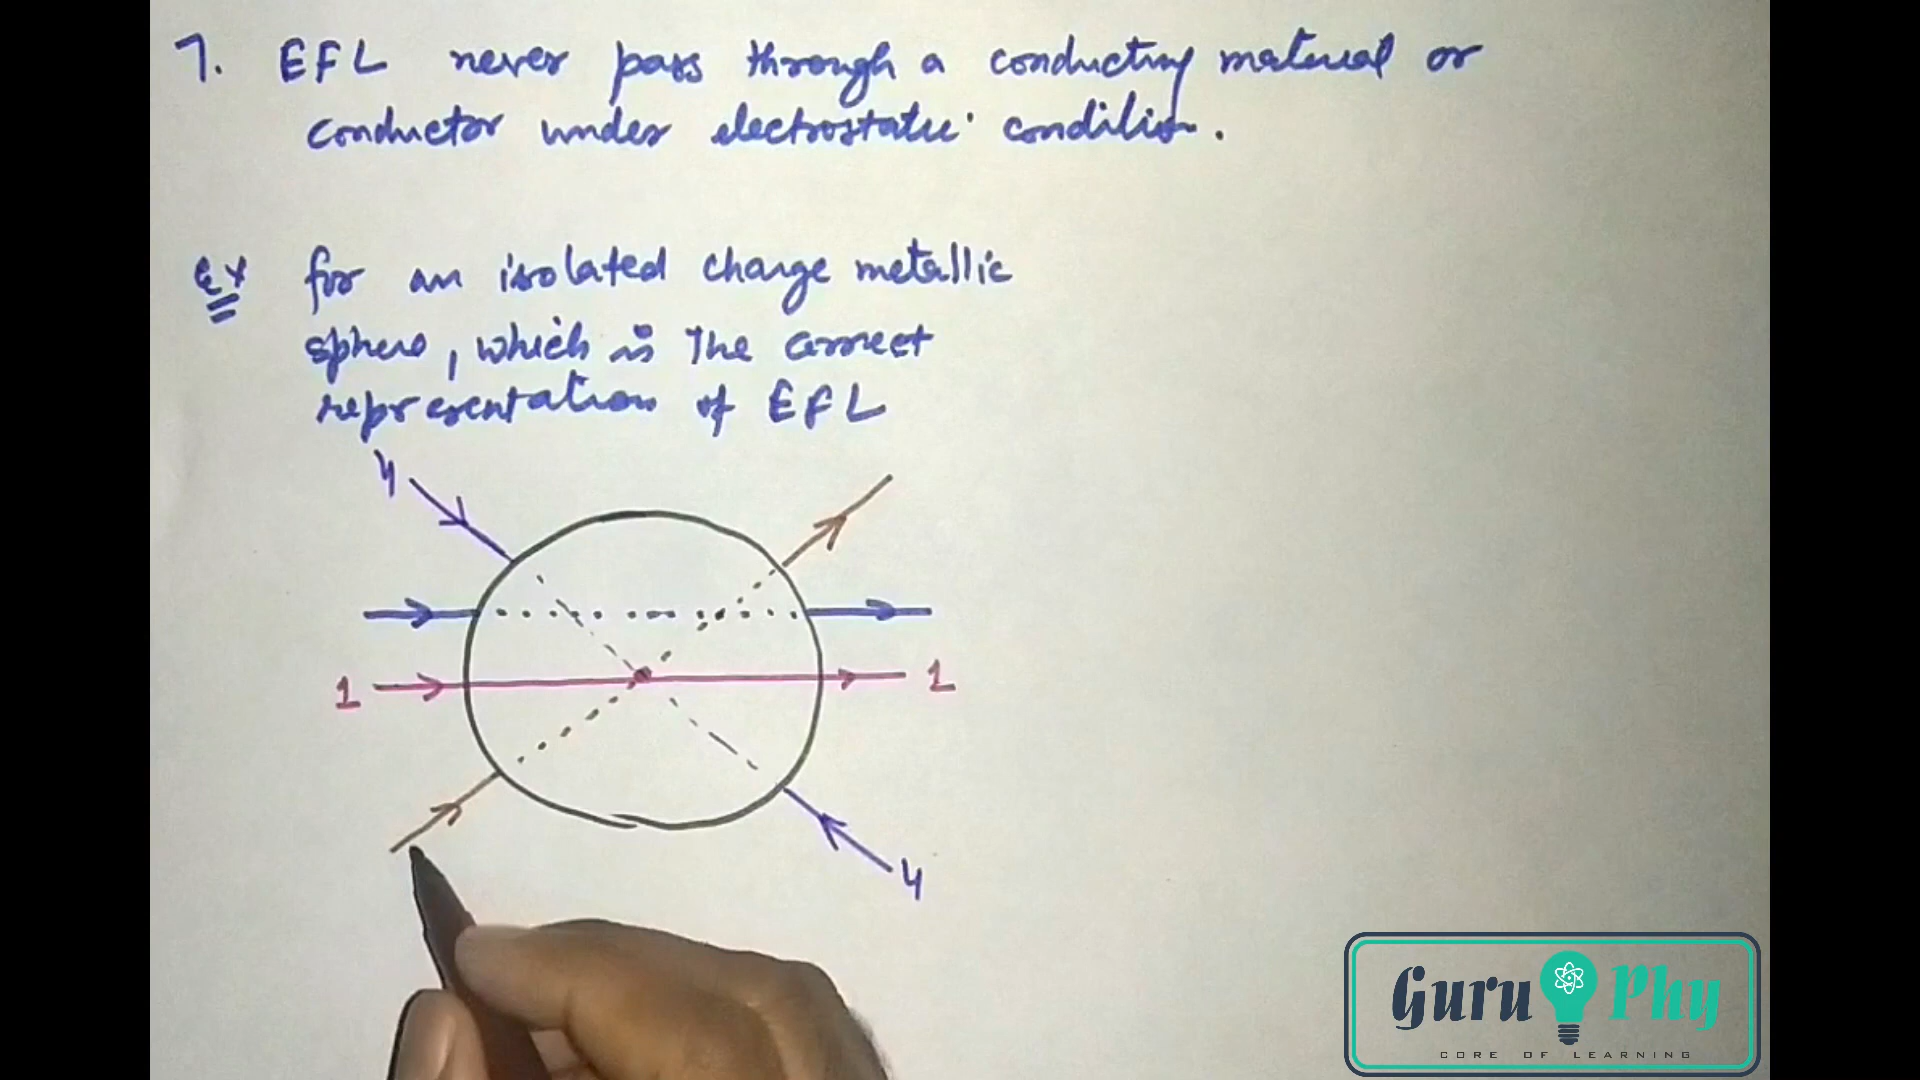 7. EFL never pass through a conducting material or
conductor under electrostatic condition.
Ex for an isolated charge metallic
sphere, which is the correct
representation of EFL
4
1
1
4
Guru Phy
CORE OF LEARNING